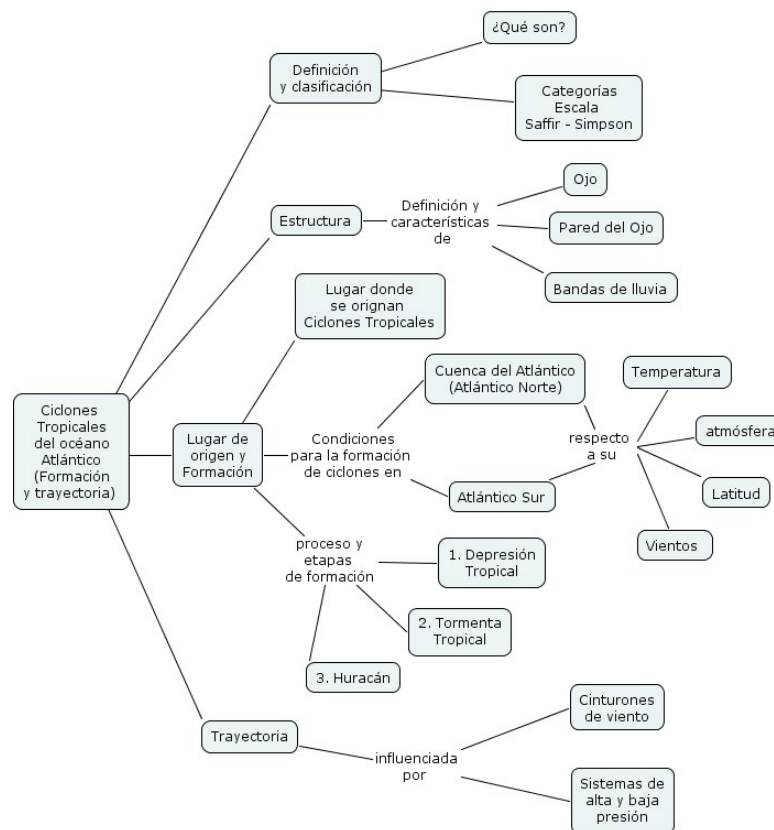 ¿Qué son?
Definición
y clasificación
Categorías
Escala
Saffir - Simpson
Ojo
Definición y
características
de
Estructura
Pared del Ojo
Bandas de lluvia
Lugar donde
se orignan
Ciclones Tropicales
Cuenca del Atlántico
(Atlántico Norte)
Temperatura
Ciclones
Tropicales
del océano
Atlántico
(Formación
y trayectoria)
Lugar de
origen y
Formación
Condiciones
para la formación
de ciclones en
respecto
a su
atmósfera
Atlántico Sur
Latitud
Vientos
proceso y
etapas
de formación
1. Depresión
Tropical
2. Tormenta
Tropical
3. Huracán
Cinturones
de viento
Trayectoria
influenciada
por
Sistemas de
alta y baja
presión